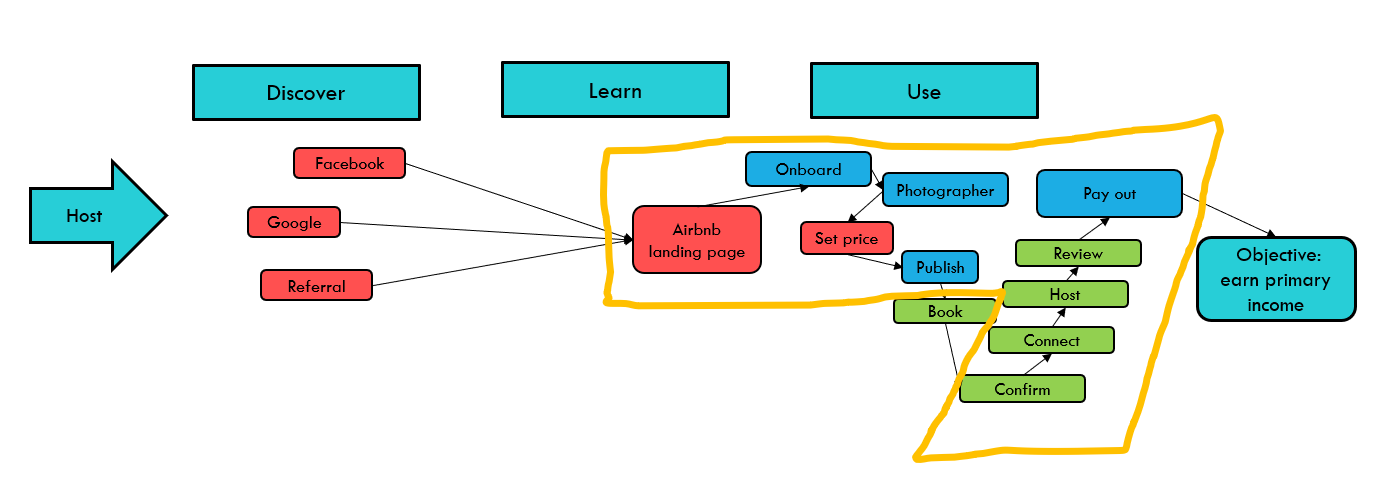 Discover
Learn
Use
Host
Facebook
Google
Referral
Airbnb
landing page
Onboard
Photographer
Set price
Publish
Book
Confirm
Connect
Host
Review
Pay out
Objective:
earn primary
income